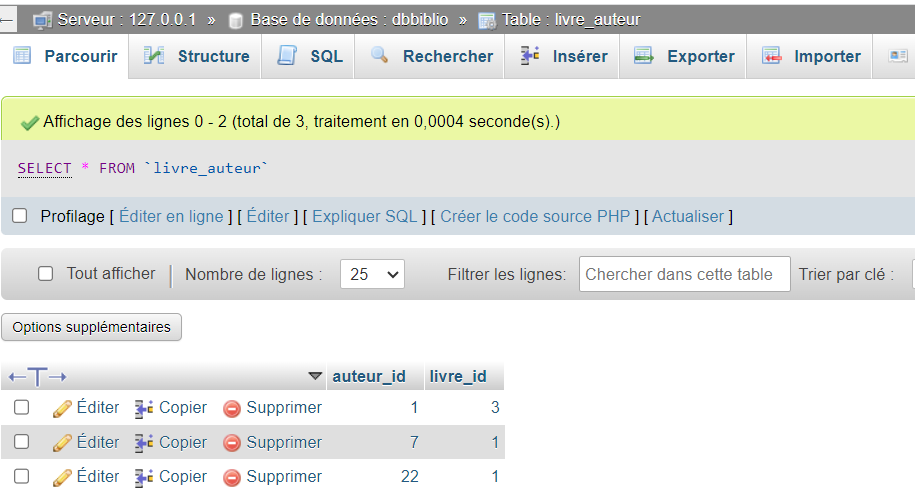 Serveur : 127.0.0.1 » Base de données : dbbiblio » Table : livre_auteur
Parcourir Structure SQL Rechercher Insérer Exporter Importer
Affichage des lignes 0 - 2 (total de 3, traitement en 0,0004 seconde(s).)
SELECT * FROM `livre_auteur`
Profilage [ Éditer en ligne ] [ Éditer ] [ Expliquer SQL ] [ Créer le code source PHP ] [ Actualiser ]
Tout afficher Nombre de lignes : 25 Filtrer les lignes: Chercher dans cette table Trier par clé :
Options supplémentaires
←T→ auteur_id livre_id
Éditer Copier Supprimer 1 3
Éditer Copier Supprimer 7 1
Éditer Copier Supprimer 22 1